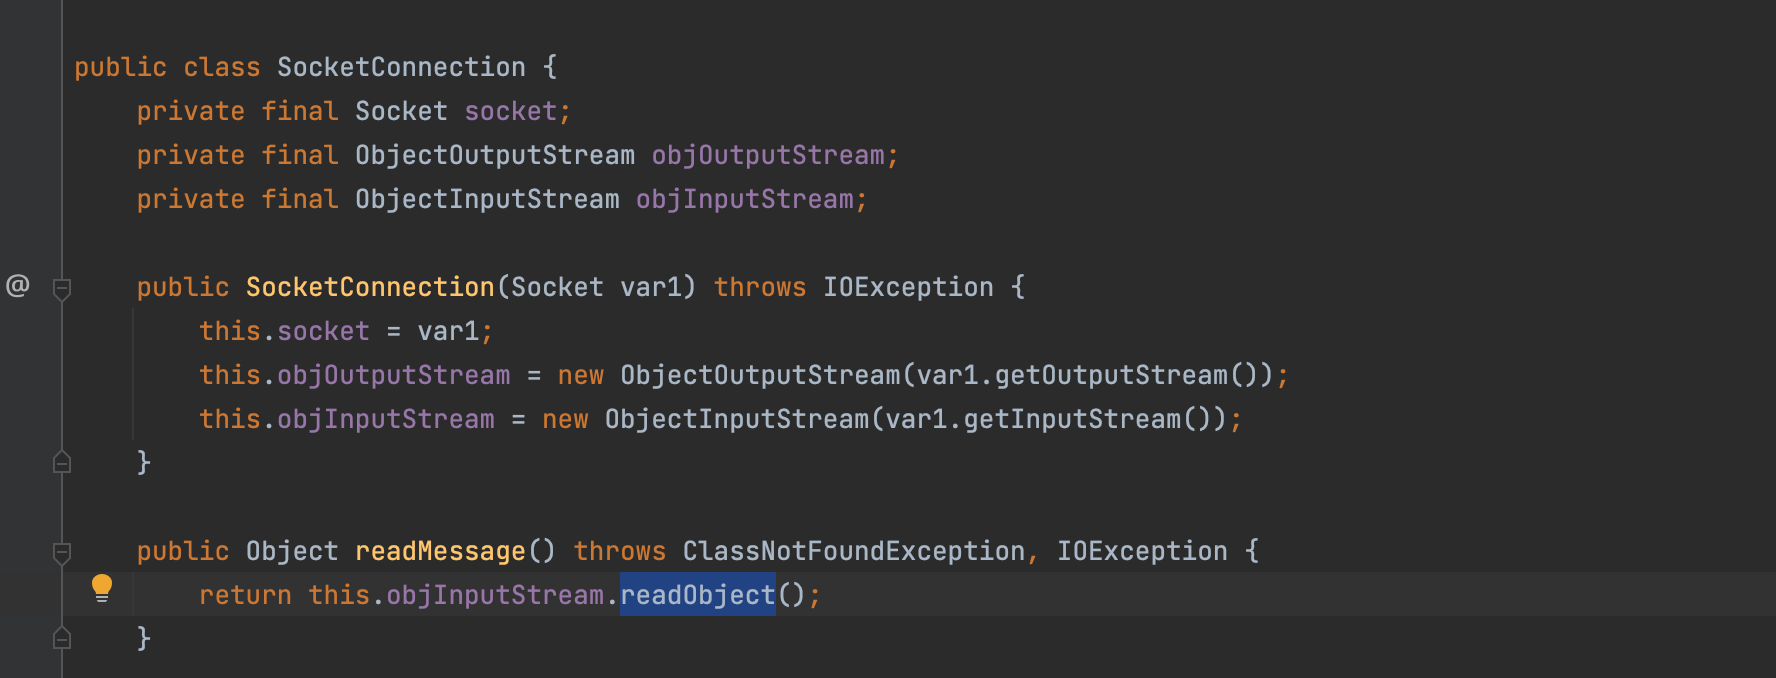 public class SocketConnection {
    private final Socket socket;
    private final ObjectOutputStream objOutputStream;
    private final ObjectInputStream objInputStream;
@
    public SocketConnection(Socket var1) throws IOException {
        this.socket = var1;
        this.objOutputStream = new ObjectOutputStream(var1.getOutputStream());
        this.objInputStream = new ObjectInputStream(var1.getInputStream());
    }
    public Object readMessage() throws ClassNotFoundException, IOException {
        return this.objInputStream.readObject();
    }